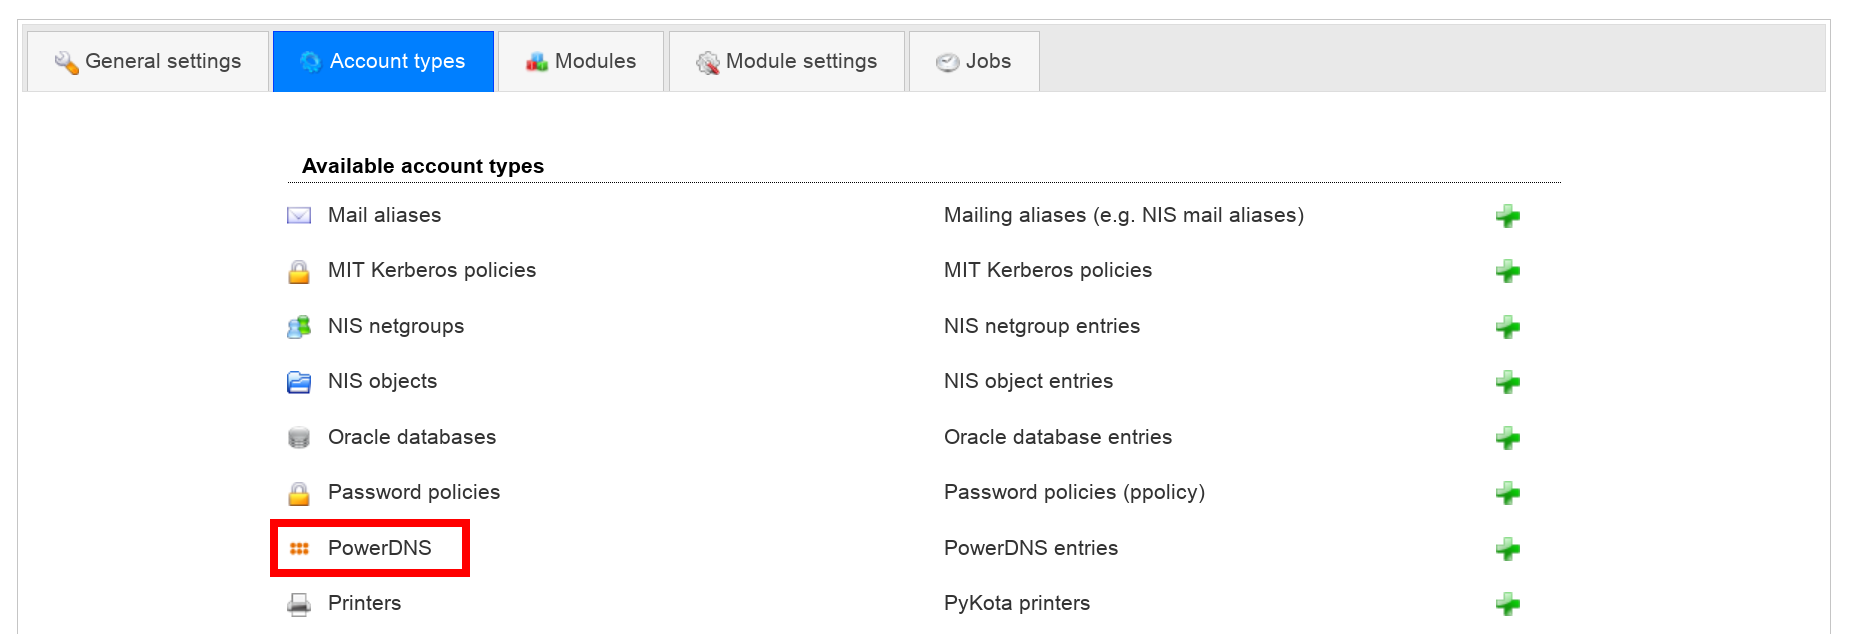 General settings Account types Modules Module settings Jobs
Available account types
Mail aliases Mailing aliases (e.g. NIS mail aliases)
MIT Kerberos policies MIT Kerberos policies
NIS netgroups NIS netgroup entries
NIS objects NIS object entries
Oracle databases Oracle database entries
Password policies Password policies (ppolicy)
PowerDNS PowerDNS entries
Printers PyKota printers